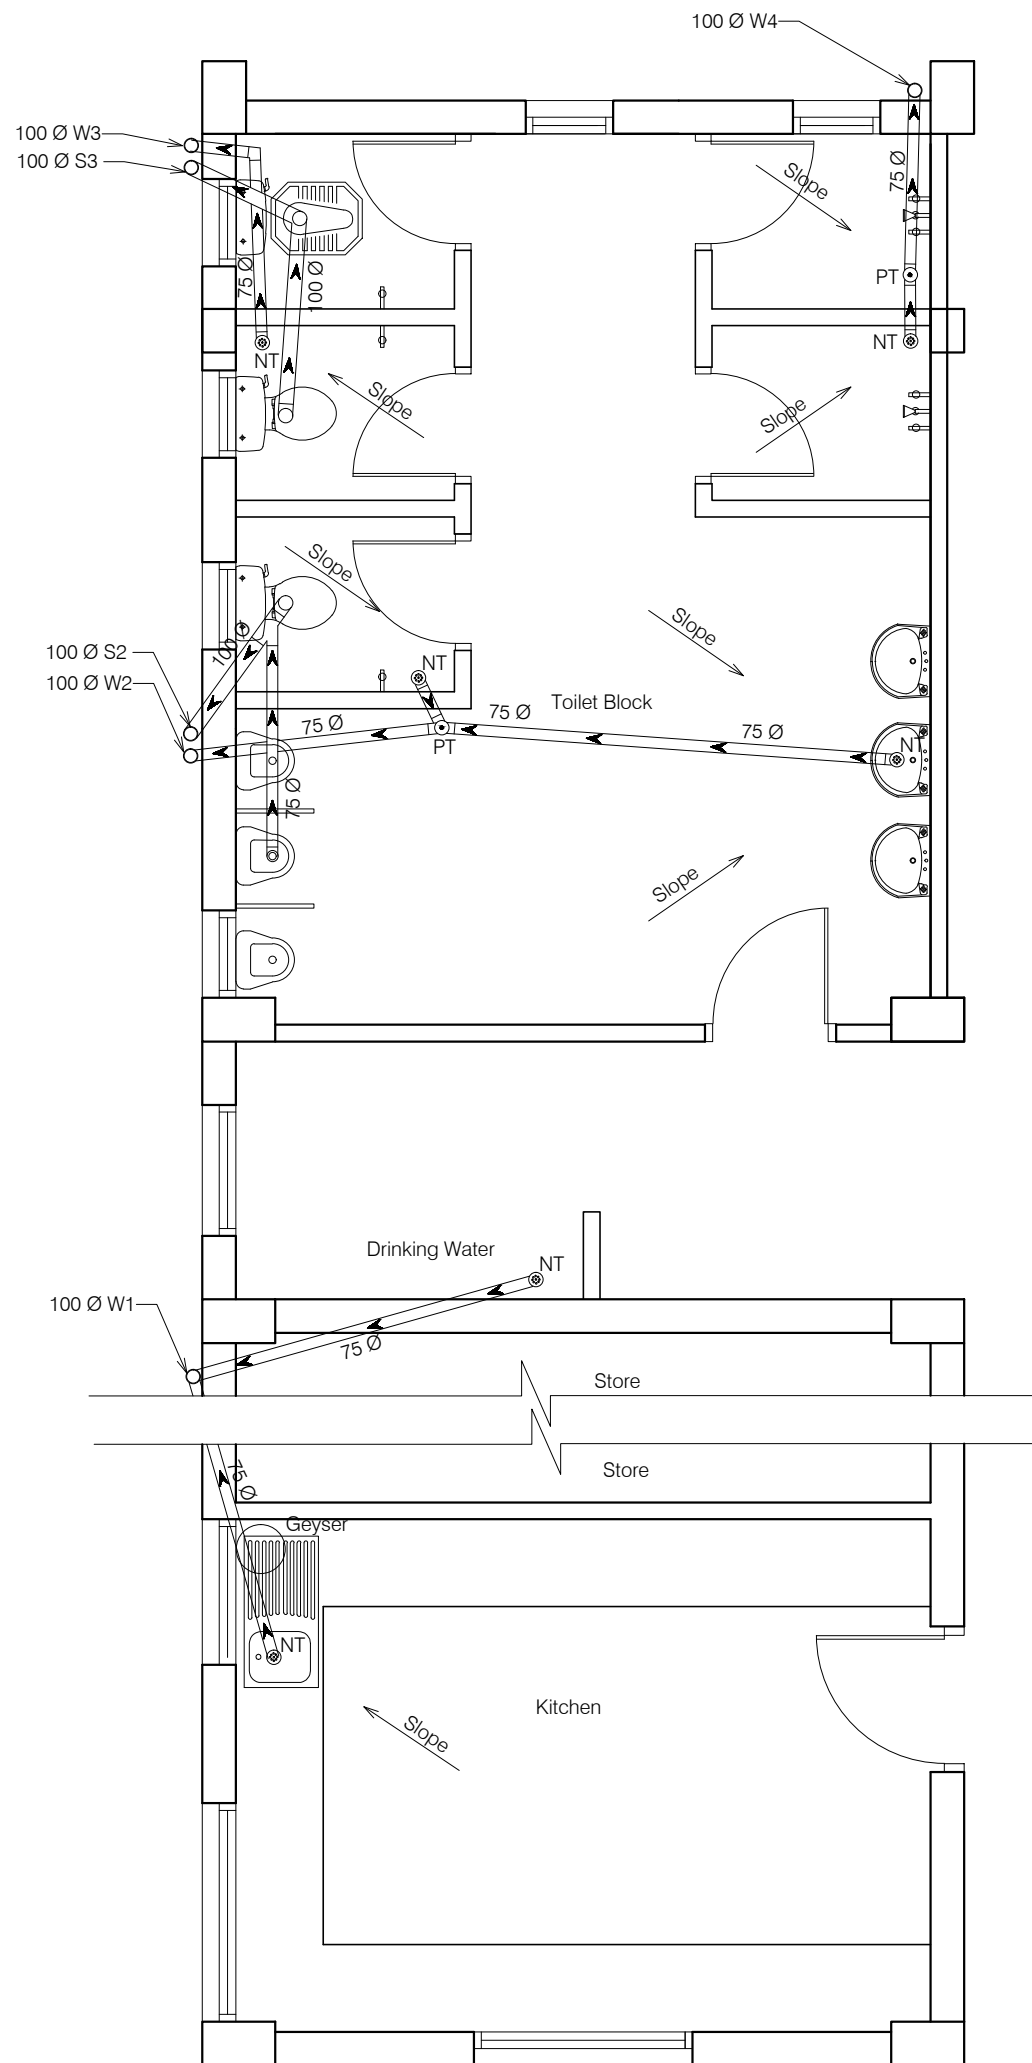 100 Ø W4
100 Ø W3
100 Ø S3
75 Ø
Slope
75 Ø
100 Ø
PT
NT
NT
Slope
Slope
Slope
100 Ø
Slope
100 Ø S2
100 Ø W2
NT
Toilet Block
75 Ø
75 Ø
75 Ø
PT
NT
75 Ø
Slope
Drinking Water
NT
100 Ø W1
75 Ø
Store
Store
75 Ø
Geyser
NT
Kitchen
Slope